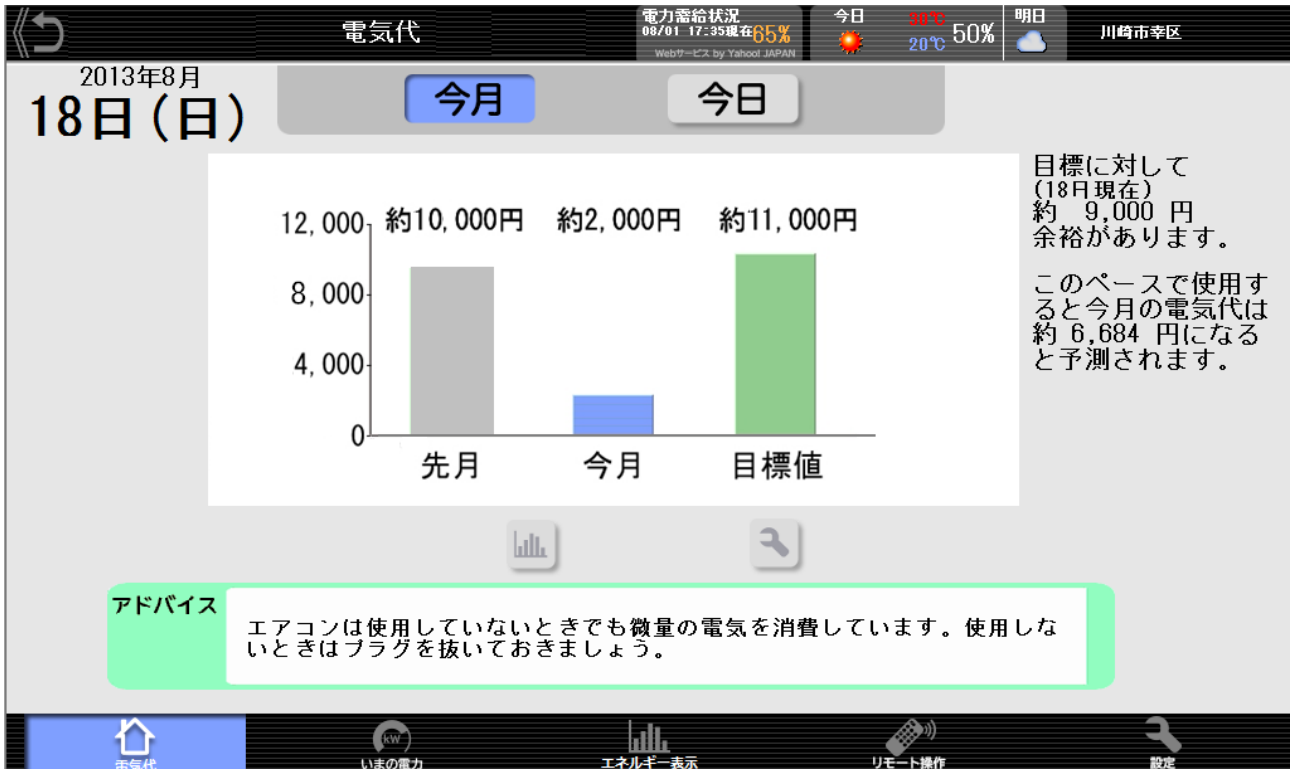 電気代
電力需給状況
08/01 17:35現在65%
Webサービス by Yahoo! JAPAN
今日
30℃
20℃
50%
明日
川崎市幸区
2013年8月
18日(日)
今月
今日
12,000
8,000
4,000
0
約10,000円
約2,000円
約11,000円
先月
今月
目標値
目標に対して
(18日現在)
約 9,000 円
余裕があります。
このペースで使用す
ると今月の電気代は
約 6,684 円になる
と予測されます。
アドバイス
エアコンは使用していないときでも微量の電気を消費しています。使用しな
いときはプラグを抜いておきましょう。
電気代
kW
いまの電力
エネルギー表示
リモート操作
設定